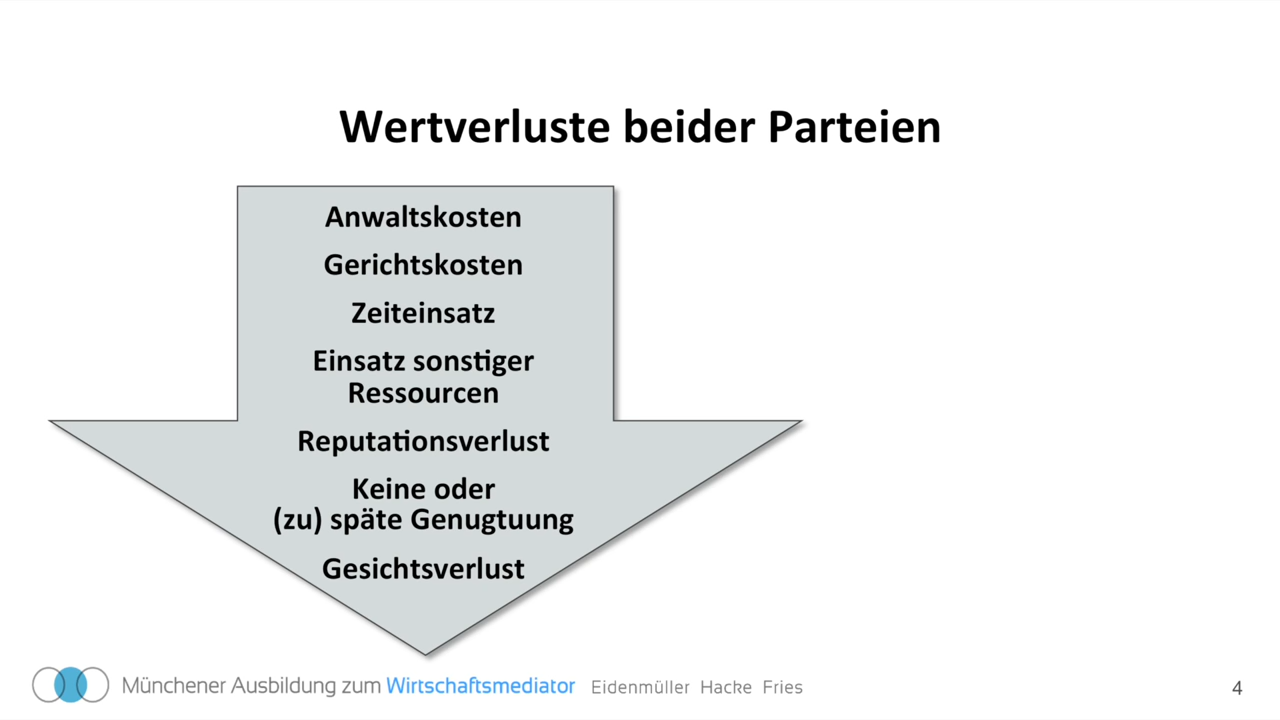 Wertverluste beider Parteien
Anwaltskosten
Gerichtskosten
Zeiteinsatz
Einsatz sonstiger
Ressourcen
Reputationsverlust
Keine oder
(zu) späte Genugtuung
Gesichtsverlust
Münchener Ausbildung zum Wirtschaftsmediator Eidenmüller Hacke Fries
4